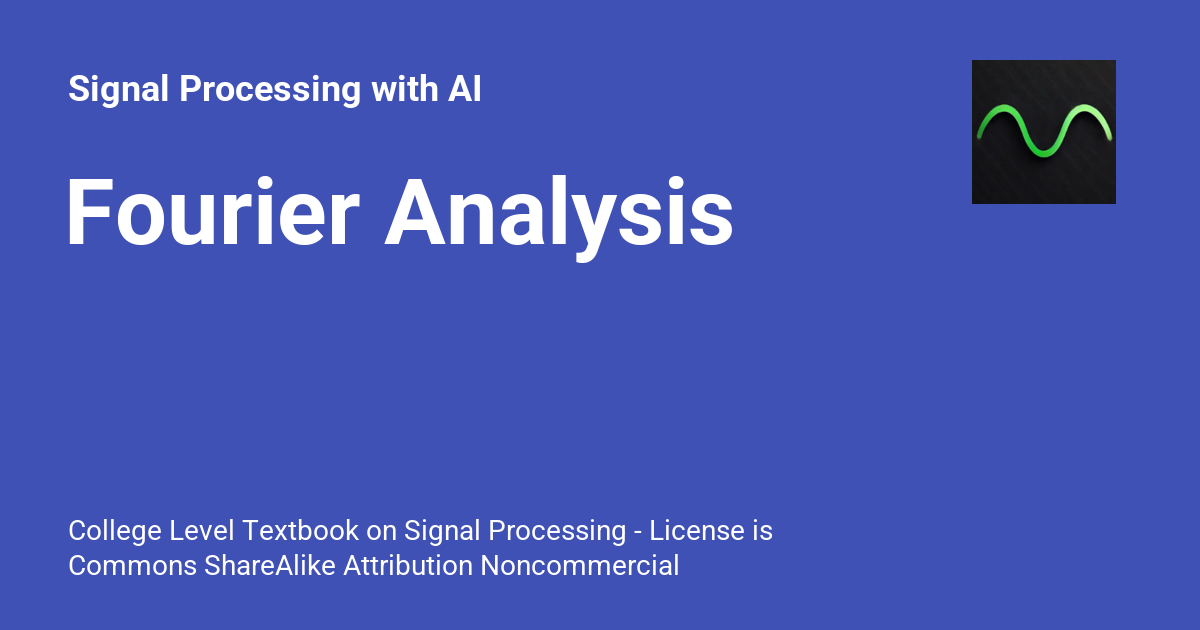 Signal Processing with AI
Fourier Analysis
College Level Textbook on Signal Processing - License is
Commons ShareAlike Attribution Noncommercial